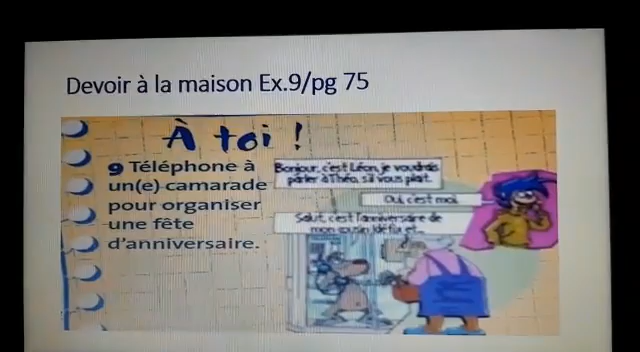 Devoir à la maison Ex.9/pg 75
À toi !
9 Téléphone à
un(e) camarade
pour organiser
une fête
d'anniversaire.
Bonjour, c'est Léon, je voudrais
parler à Théo, s'il vous plaît.
Oui, c'est moi.
Salut, c'est l'anniversaire de
mon cousin Idéfix et...